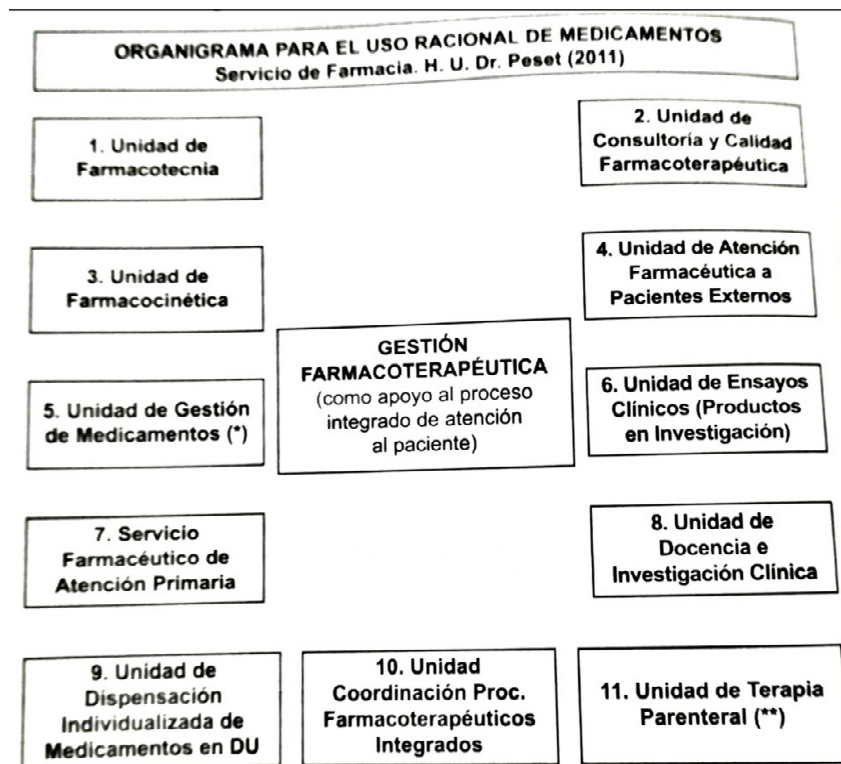 ORGANIGRAMA PARA EL USO RACIONAL DE MEDICAMENTOS
Servicio de Farmacia. H. U. Dr. Peset (2011)
1. Unidad de
Farmacotecnia
2. Unidad de
Consultoría y Calidad
Farmacoterapéutica
3. Unidad de
Farmacocinética
4. Unidad de Atención
Farmacéutica a
Pacientes Externos
GESTIÓN
FARMACOTERAPÉUTICA
(como apoyo al proceso
integrado de atención
al paciente)
5. Unidad de Gestión
de Medicamentos (*)
6. Unidad de Ensayos
Clínicos (Productos
en Investigación)
7. Servicio
Farmacéutico de
Atención Primaria
8. Unidad de
Docencia e
Investigación Clínica
9. Unidad de
Dispensación
Individualizada de
Medicamentos en DU
10. Unidad
Coordinación Proc.
Farmacoterapéuticos
Integrados
11. Unidad de Terapia
Parenteral (**)